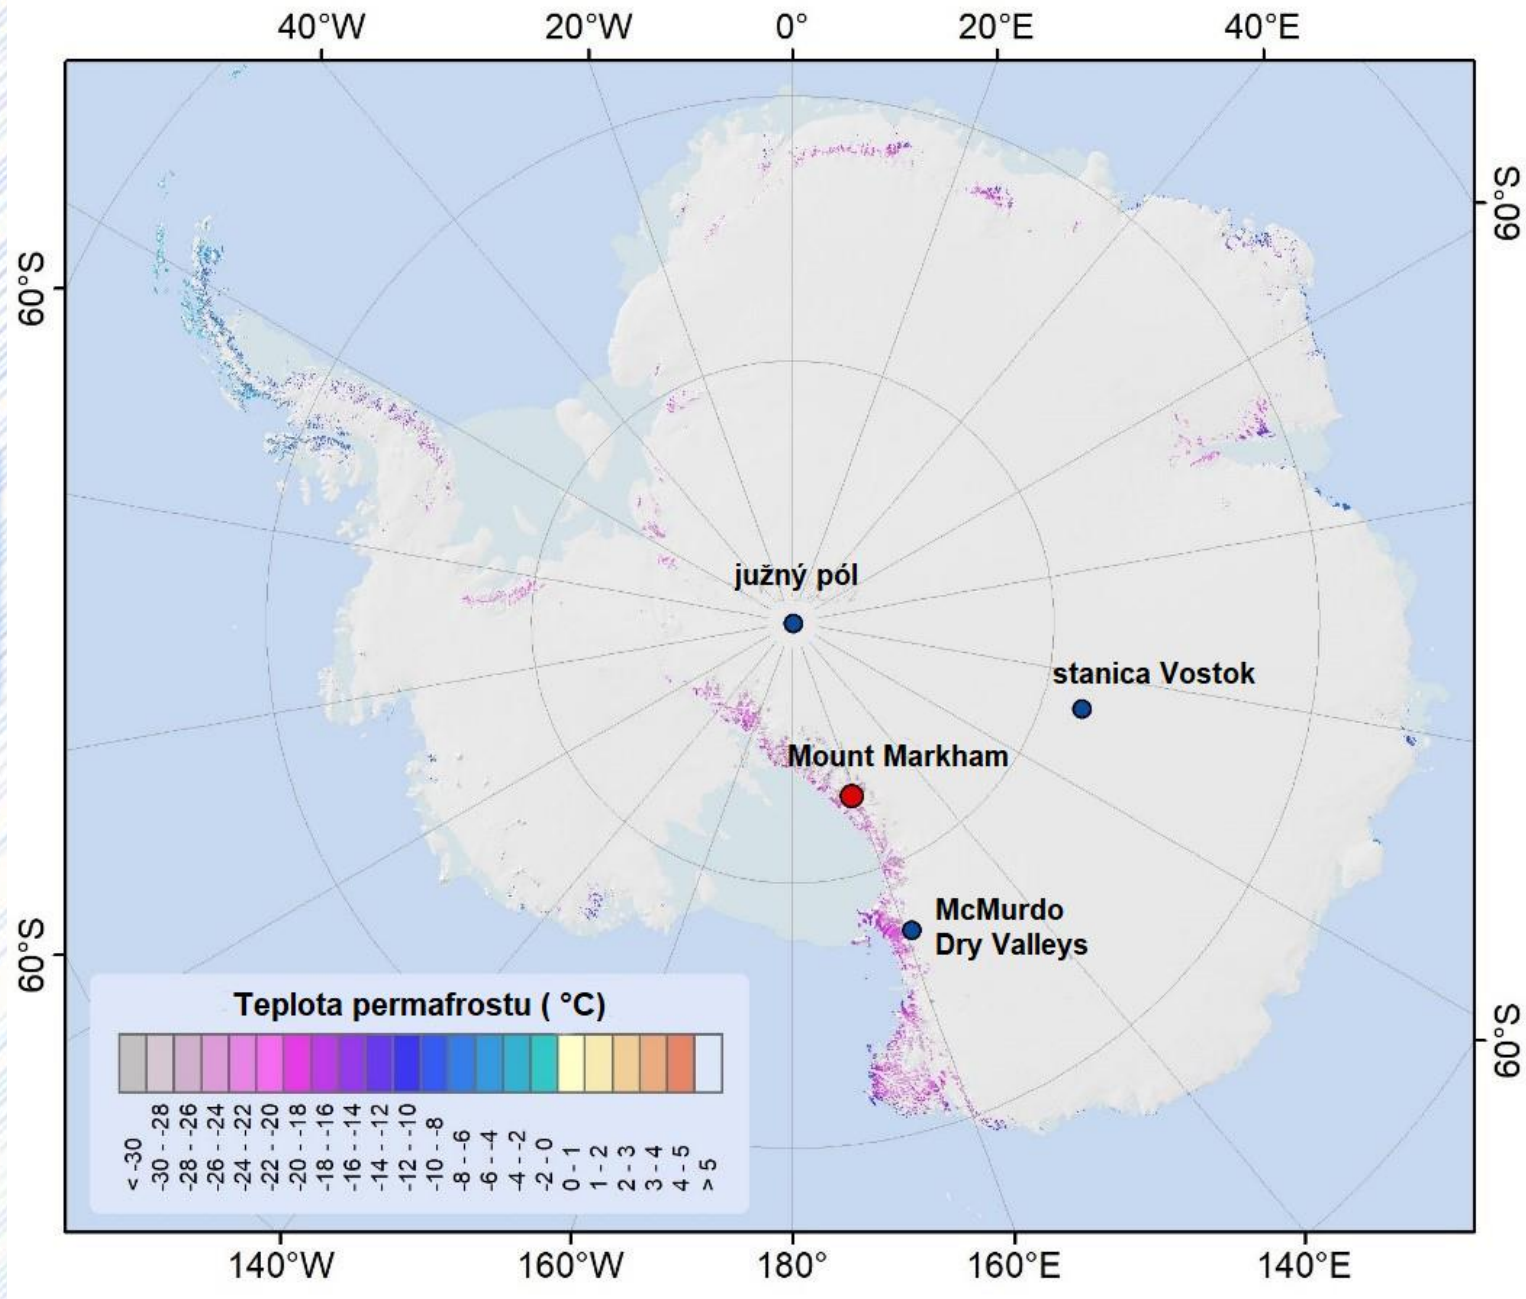 40°W 20°W 0° 20°E 40°E
60°S
60°S
južný pól
stanica Vostok
Mount Markham
McMurdo
Dry Valleys
60°S
60°S
Teplota permafrostu ( °C)
< -30
-30 - -28
-28 - -26
-26 - -24
-24 - -22
-22 - -20
-20 - -18
-18 - -16
-16 - -14
-14 - -12
-12 - -10
-10 - -8
-8 - -6
-6 - -4
-4 - -2
-2 - 0
0 - 1
1 - 2
2 - 3
3 - 4
4 - 5
> 5
140°W 160°W 180° 160°E 140°E